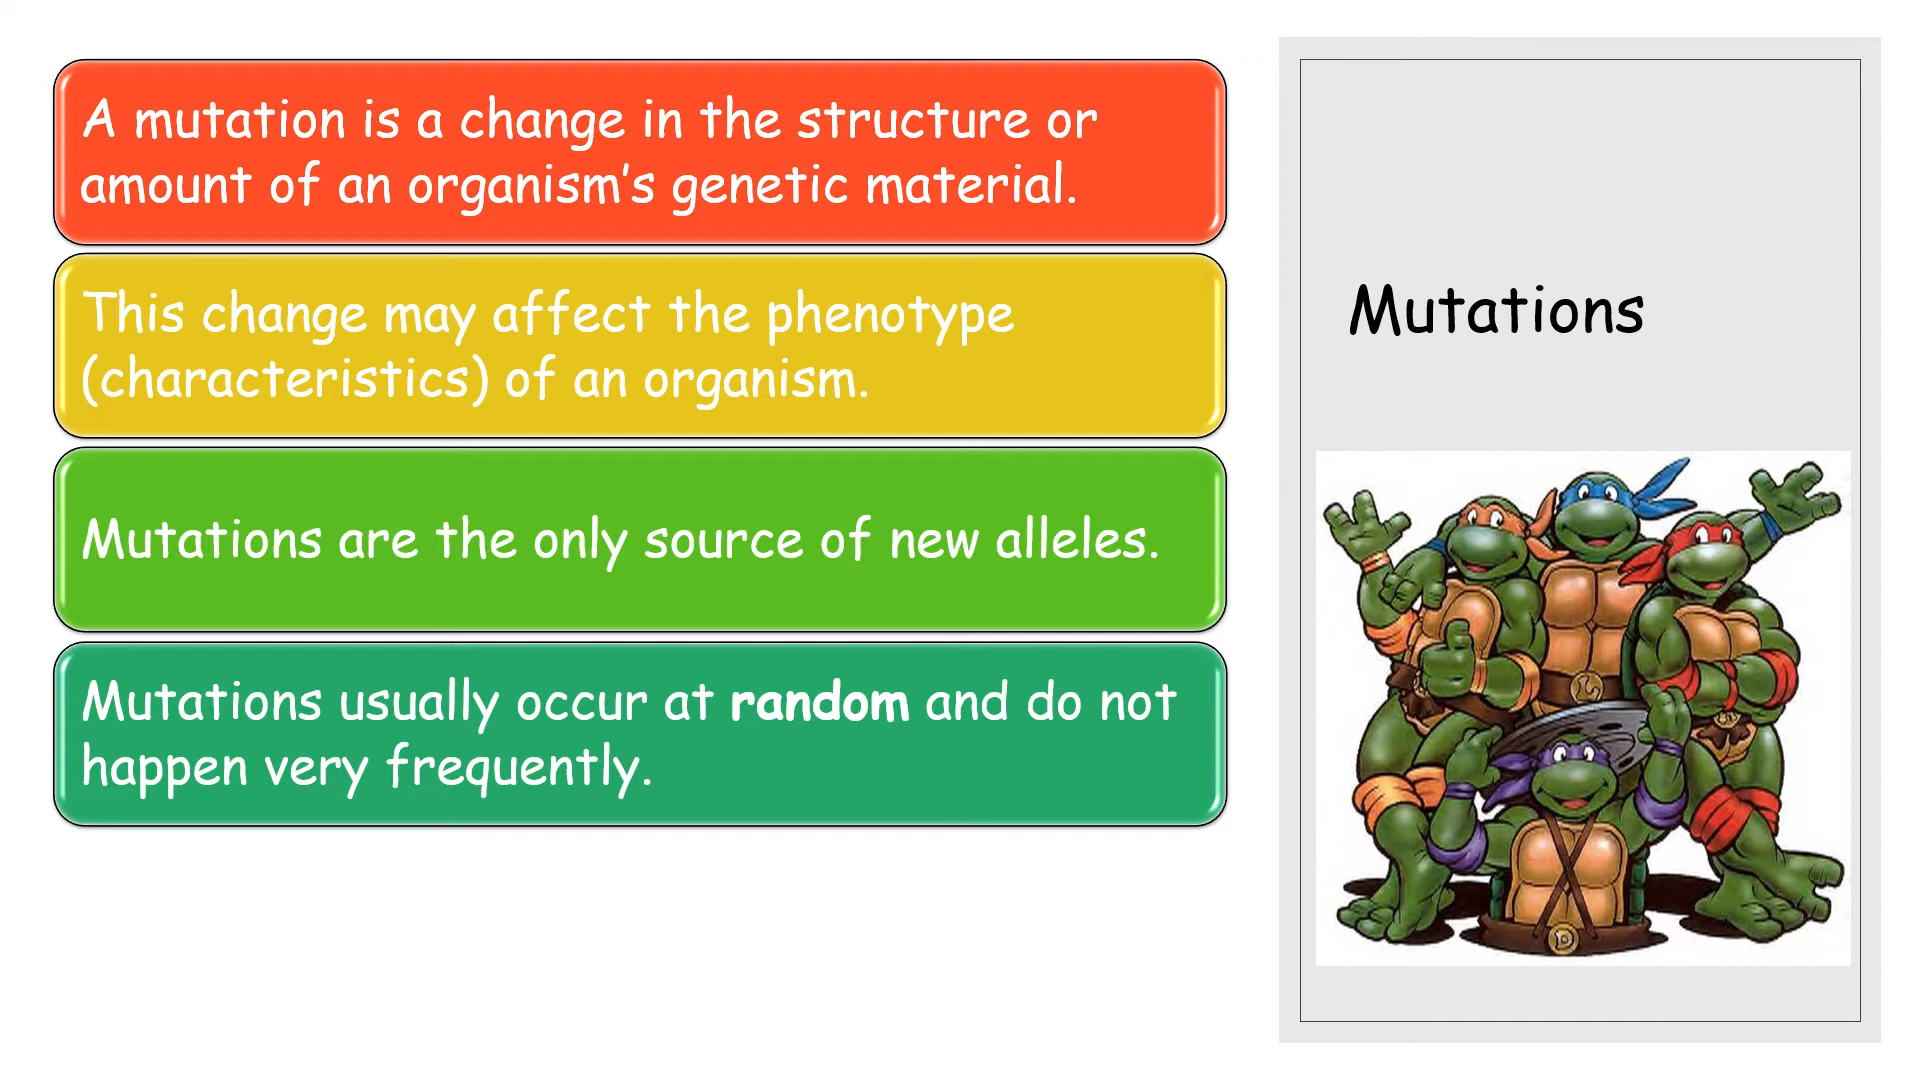 A mutation is a change in the structure or
amount of an organism’s genetic material.
This change may affect the phenotype
(characteristics) of an organism.
Mutations are the only source of new alleles.
Mutations usually occur at random and do not
happen very frequently.
Mutations
L
D